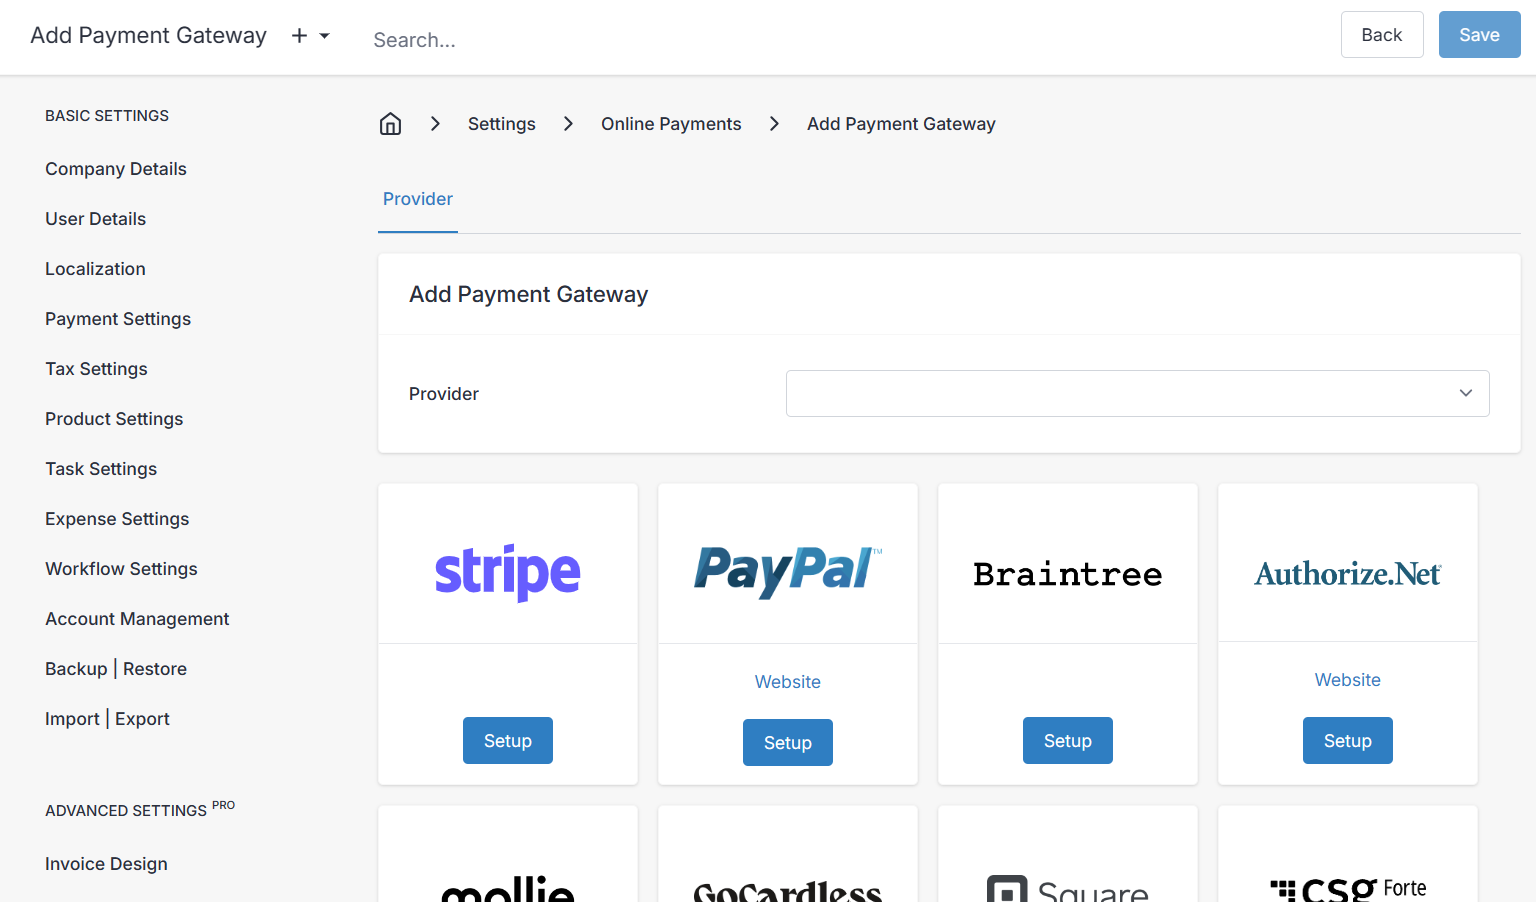 Add Payment Gateway
Search...
Back
Save
BASIC SETTINGS
Company Details
User Details
Localization
Payment Settings
Tax Settings
Product Settings
Task Settings
Expense Settings
Workflow Settings
Account Management
Backup | Restore
Import | Export
ADVANCED SETTINGS PRO
Invoice Design
Settings
Online Payments
Add Payment Gateway
Provider
Add Payment Gateway
Provider
stripe
Setup
PayPal™
Website
Setup
Braintree
Setup
Authorize.Net
Website
Setup
mollie
GoCardless
Square
CSG Forte